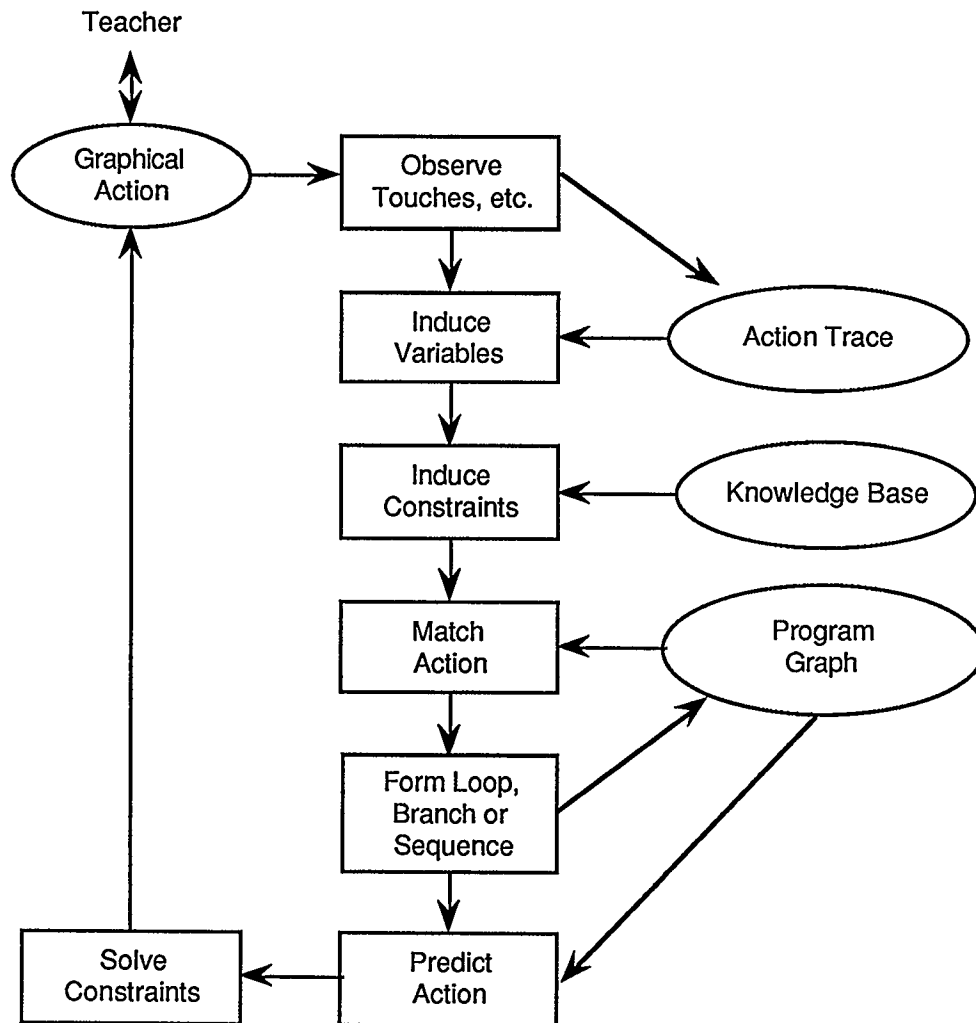 Teacher
Graphical
Action
Observe
Touches, etc.
Induce
Variables
Action Trace
Induce
Constraints
Knowledge Base
Match
Action
Program
Graph
Form Loop,
Branch or
Sequence
Solve
Constraints
Predict
Action